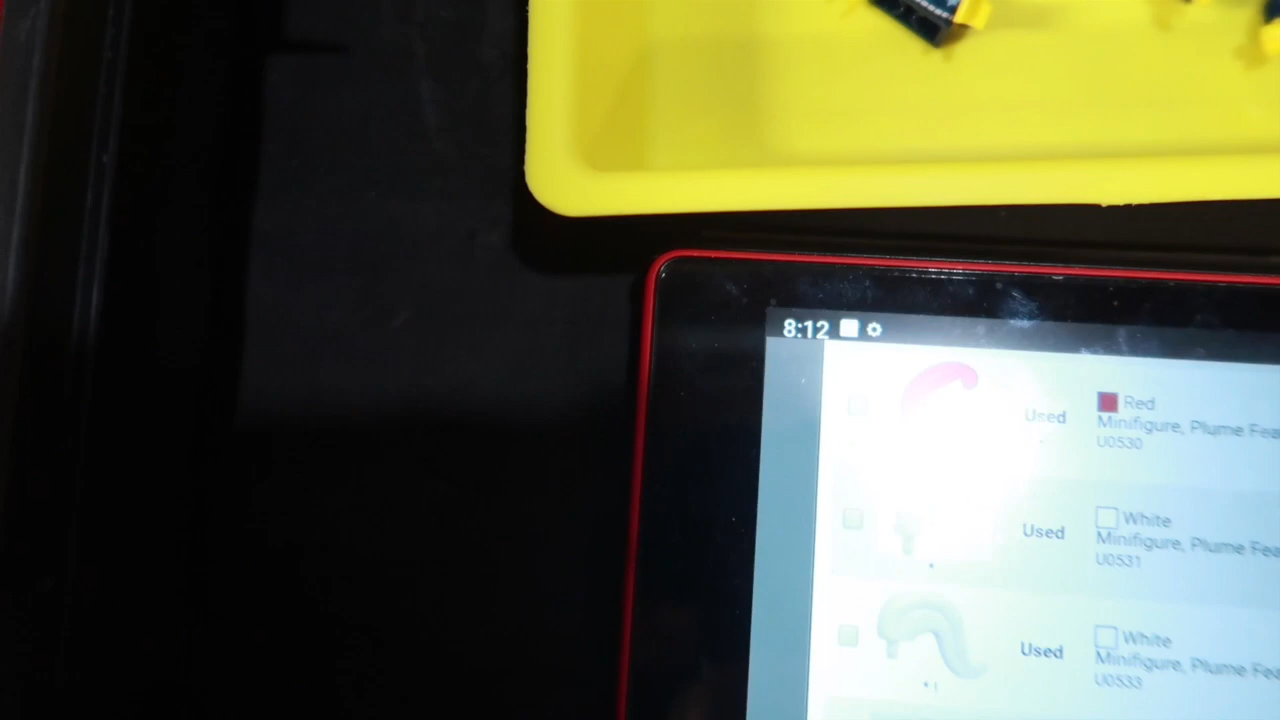 8:12
Used
Red
Minifigure, Plume Fea
U0530
Used
White
Minifigure, Plume Fea
U0531
Used
White
Minifigure, Plume Fea
U0533